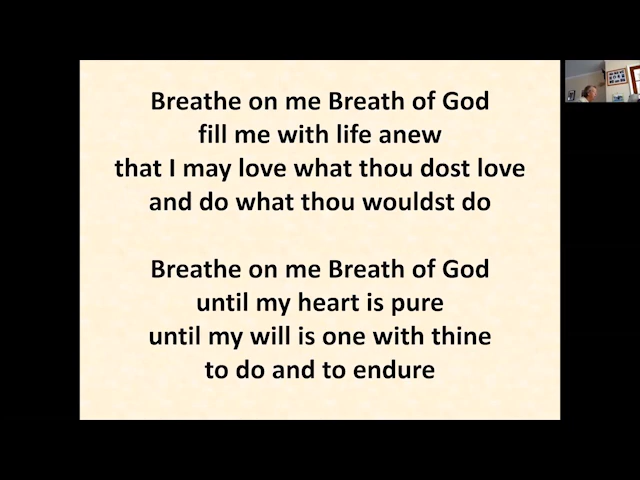 Breathe on me Breath of God
fill me with life anew
that I may love what thou dost love
and do what thou wouldst do
Breathe on me Breath of God
until my heart is pure
until my will is one with thine
to do and to endure